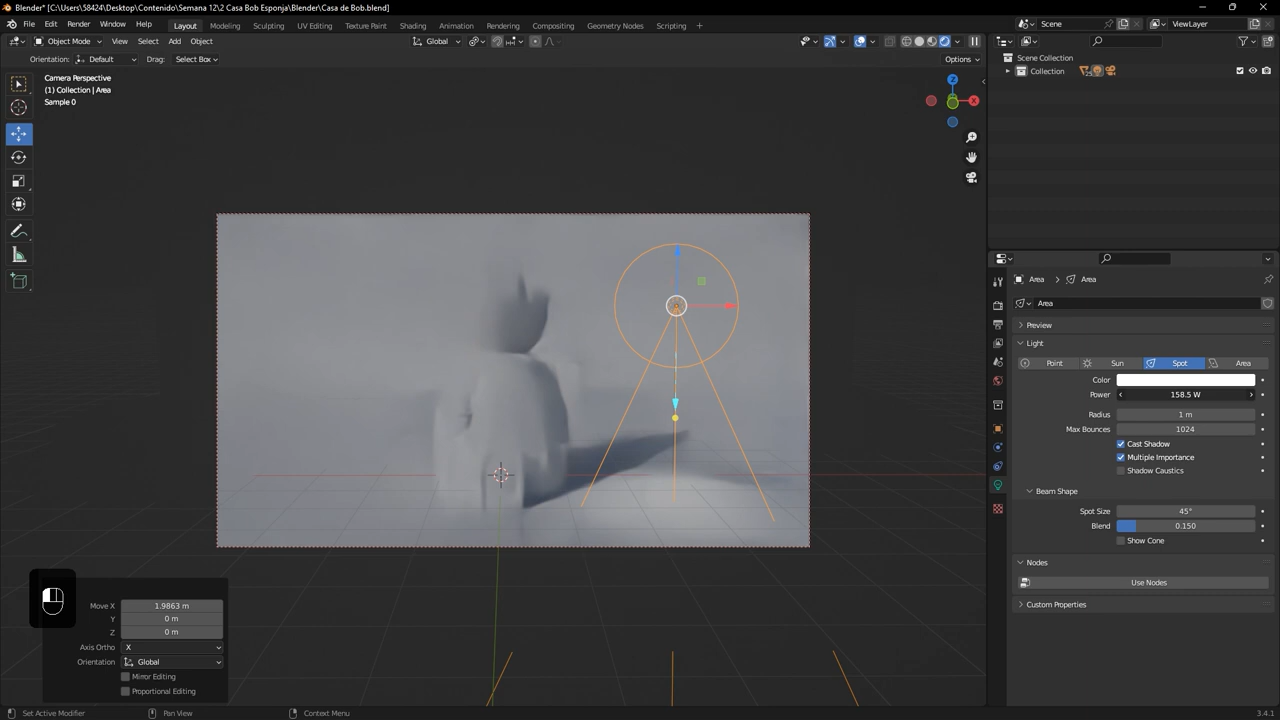 Blender* [C:\Users\58424\Desktop\Contenido\Semana 12\2 Casa Bob Esponja\Blender\Casa de Bob.blend]
File Edit Render Window Help Layout Modeling Sculpting UV Editing Texture Paint Shading Animation Rendering Compositing Geometry Nodes Scripting + Scene ViewLayer
Object Mode View Select Add Object Global
Orientation: Default Drag: Select Box Options
Camera Perspective
(1) Collection | Area
Sample 0
Z
X
Scene Collection
Collection
25
Area Area
Area
Preview
Light
Point Sun Spot Area
Color
Power 158.5 W
Radius 1 m
Max Bounces 1024
Cast Shadow
Multiple Importance
Shadow Caustics
Beam Shape
Spot Size 45°
Blend 0.150
Show Cone
Nodes
Use Nodes
Custom Properties
Move X 1.9863 m
Y 0 m
Z 0 m
Axis Ortho X
Orientation Global
Mirror Editing
Proportional Editing
Set Active Modifier Pan View Context Menu 3.4.1